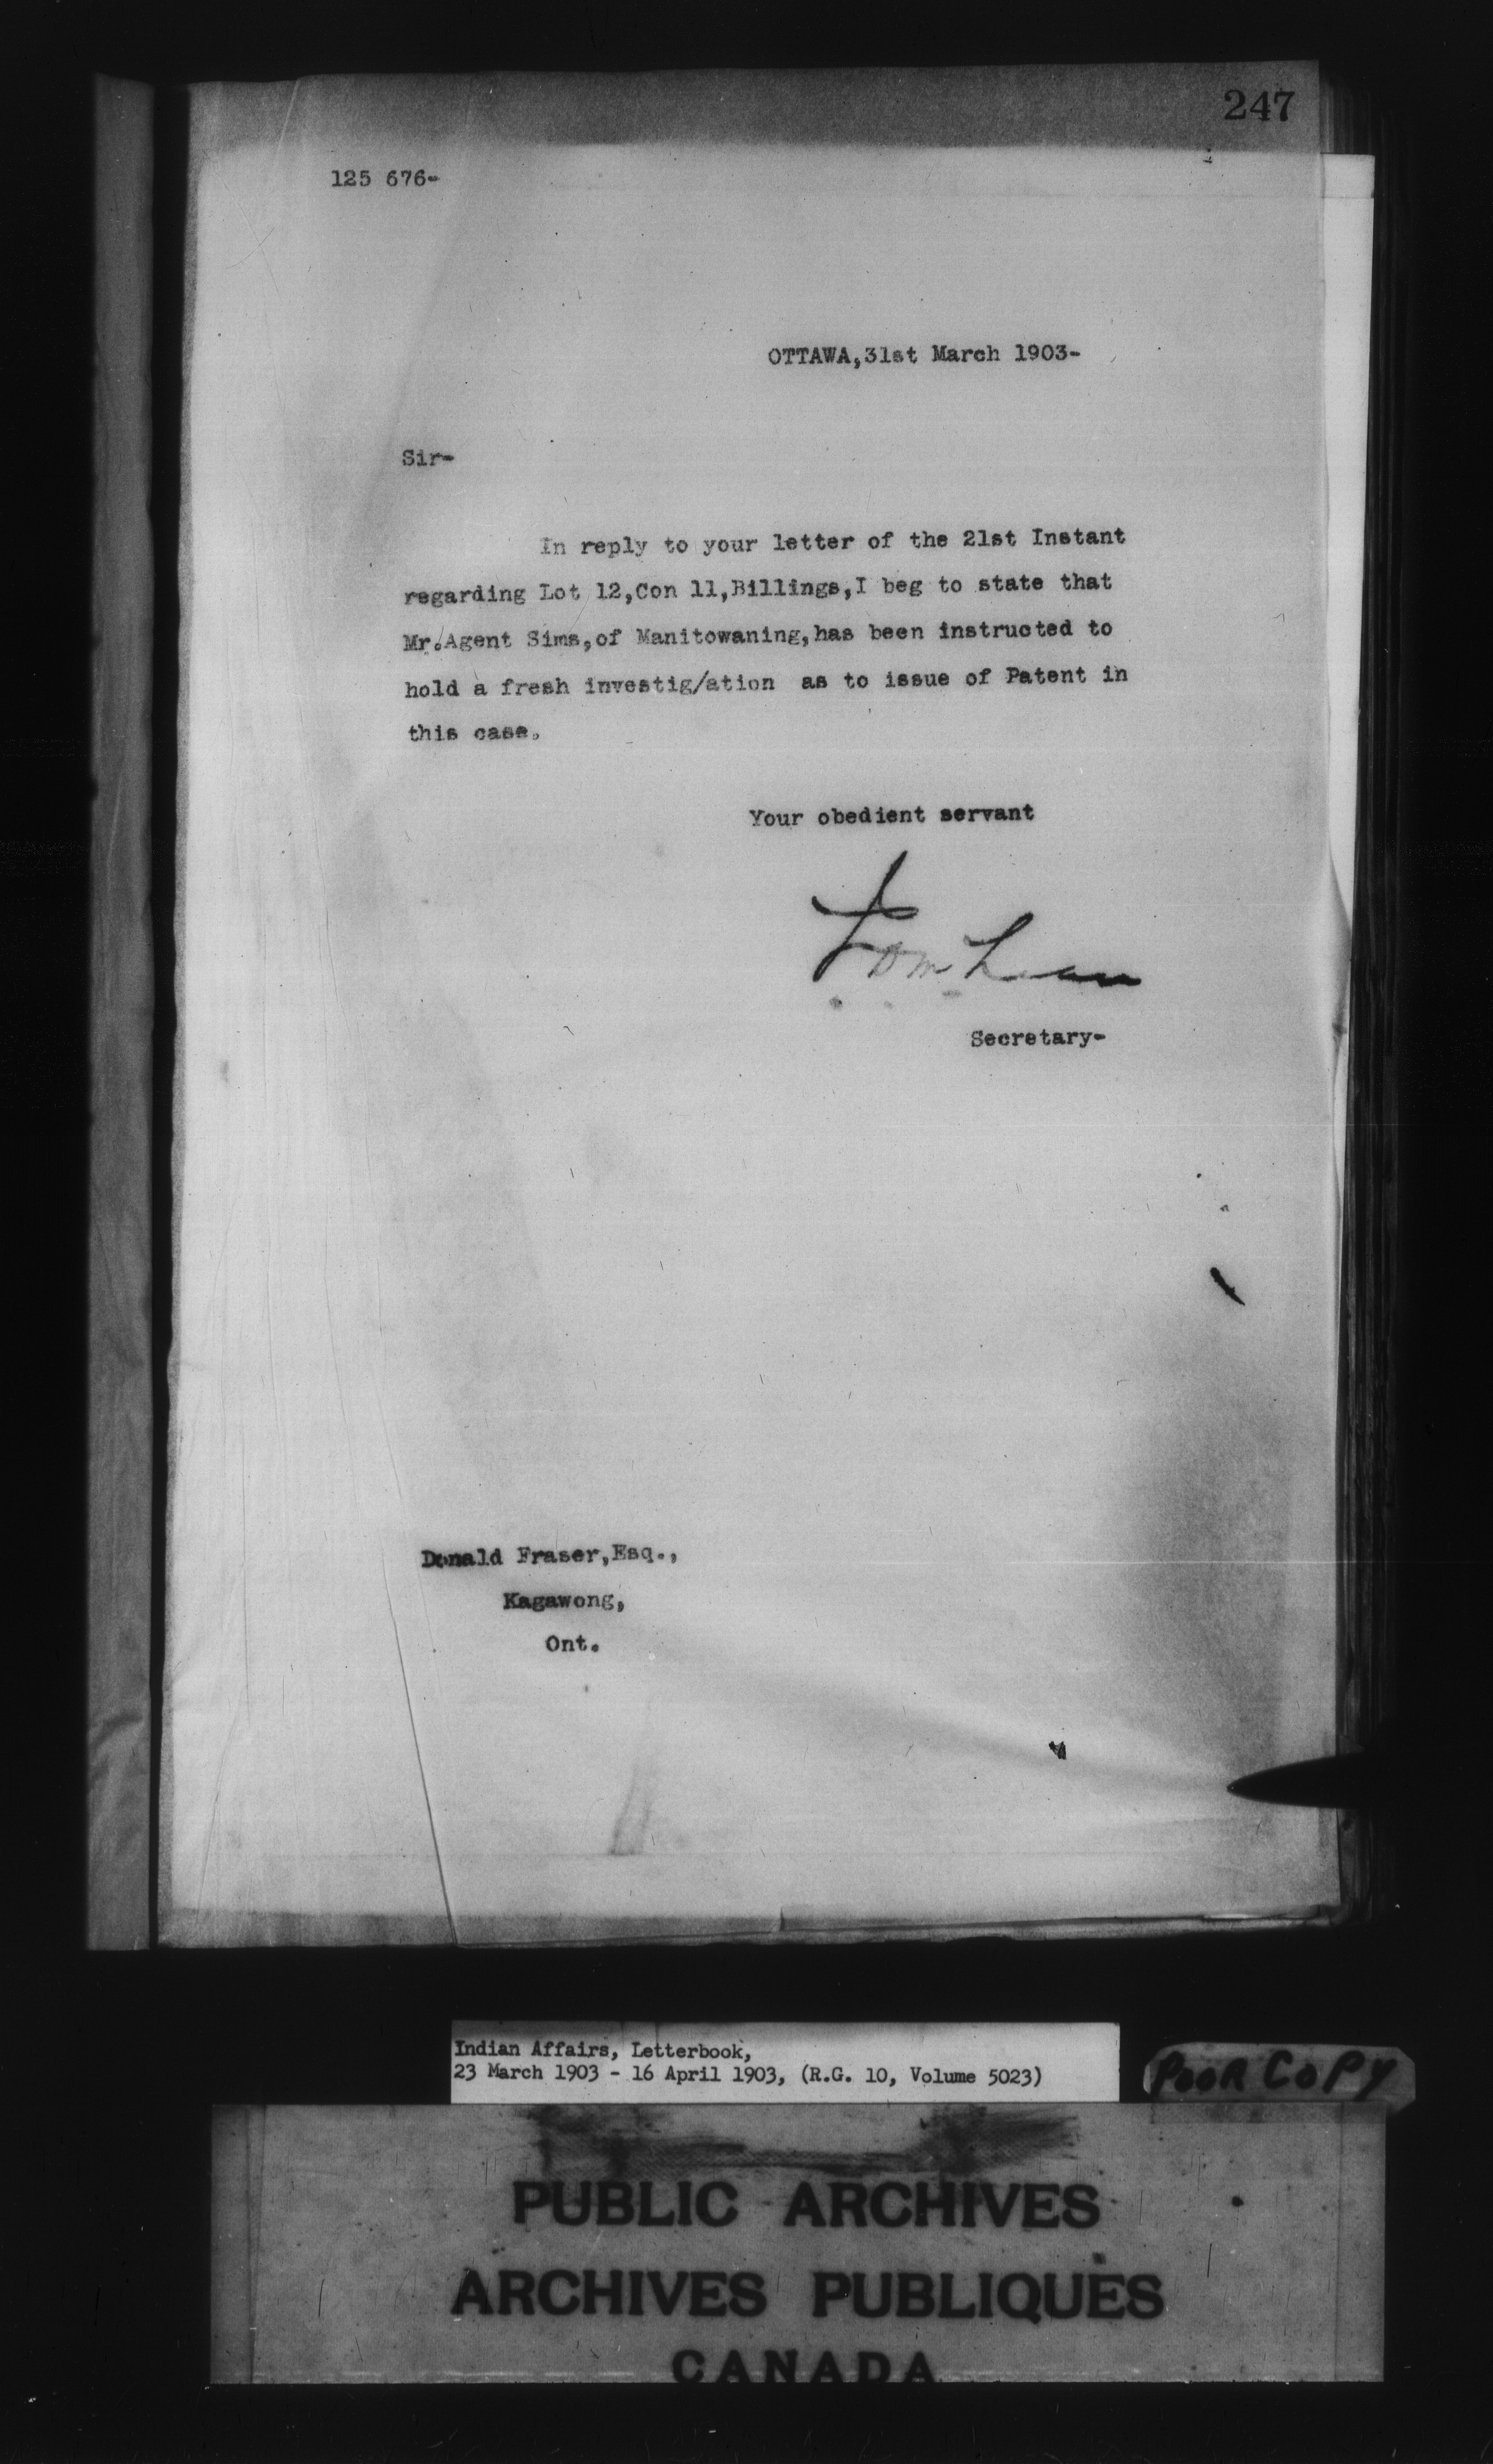 247
125 676-
OTTAWA,31st March 1903-
Sir-
In reply to your letter of the 21st Instant
regarding Lot 12,Con 11,Billings,I beg to state that
Mr.Agent Sims,of Manitowaning,has been instructed to
hold a fresh investig/ation as to issue of Patent in
this case.
Your obedient servant
Secretary-
Donald Fraser,Esq.,
Kagawong,
Ont.
Indian Affairs, Letterbook,
23 March 1903 - 16 April 1903, (R.G. 10, Volume 5023)
POOR COPY
PUBLIC ARCHIVES
ARCHIVES PUBLIQUES
CANADA